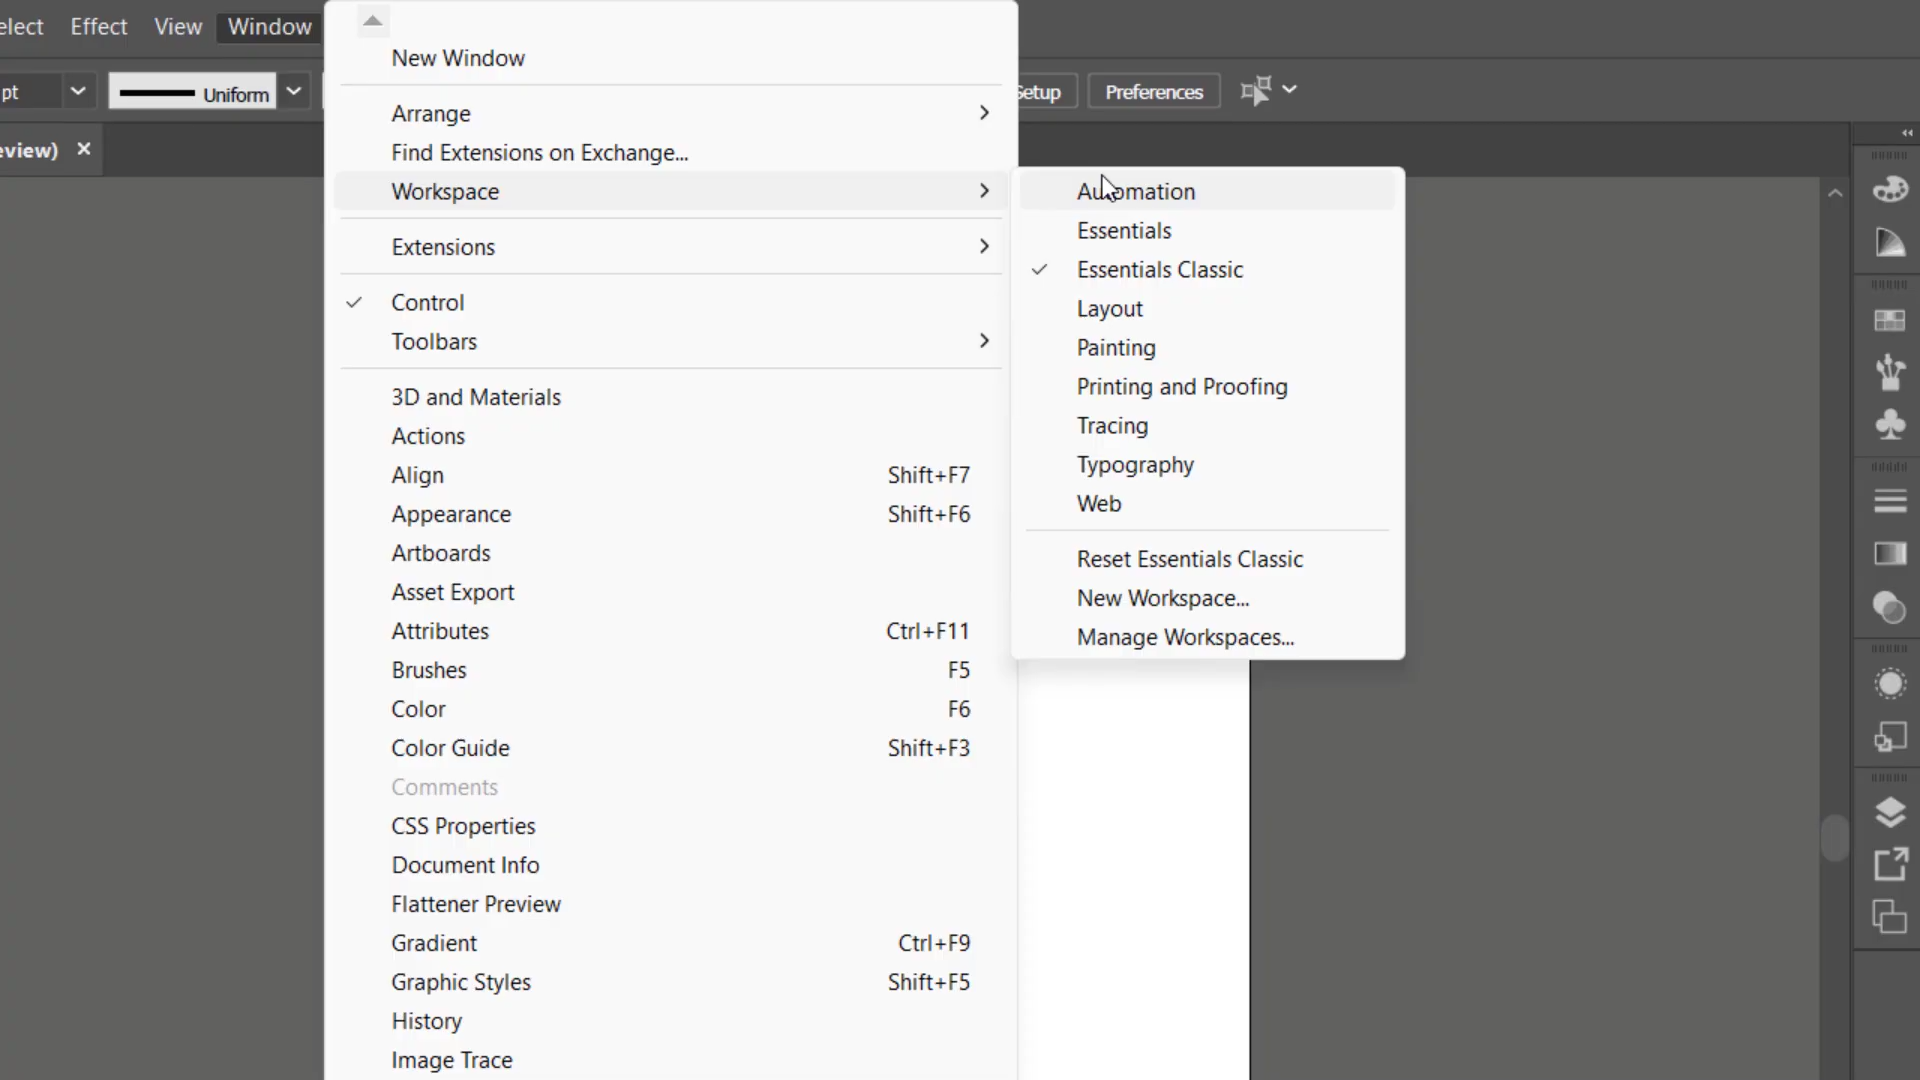 elect Effect View Window
pt Uniform
Setup Preferences
eview)
New Window
Arrange
Find Extensions on Exchange...
Workspace
Extensions
Control
Toolbars
3D and Materials
Actions
Align Shift+F7
Appearance Shift+F6
Artboards
Asset Export
Attributes Ctrl+F11
Brushes F5
Color F6
Color Guide Shift+F3
Comments
CSS Properties
Document Info
Flattener Preview
Gradient Ctrl+F9
Graphic Styles Shift+F5
History
Image Trace
Automation
Essentials
Essentials Classic
Layout
Painting
Printing and Proofing
Tracing
Typography
Web
Reset Essentials Classic
New Workspace...
Manage Workspaces...